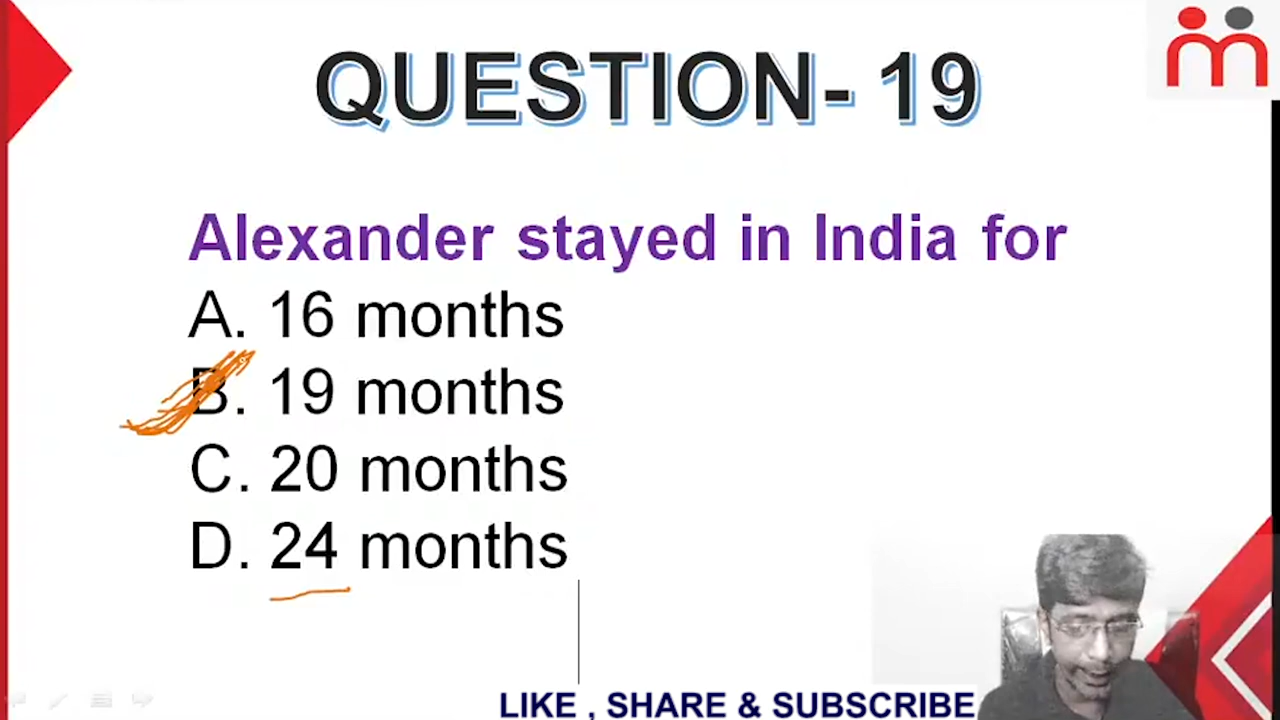 QUESTION- 19
Alexander stayed in India for
A. 16 months
B. 19 months
C. 20 months
D. 24 months
LIKE , SHARE & SUBSCRIBE